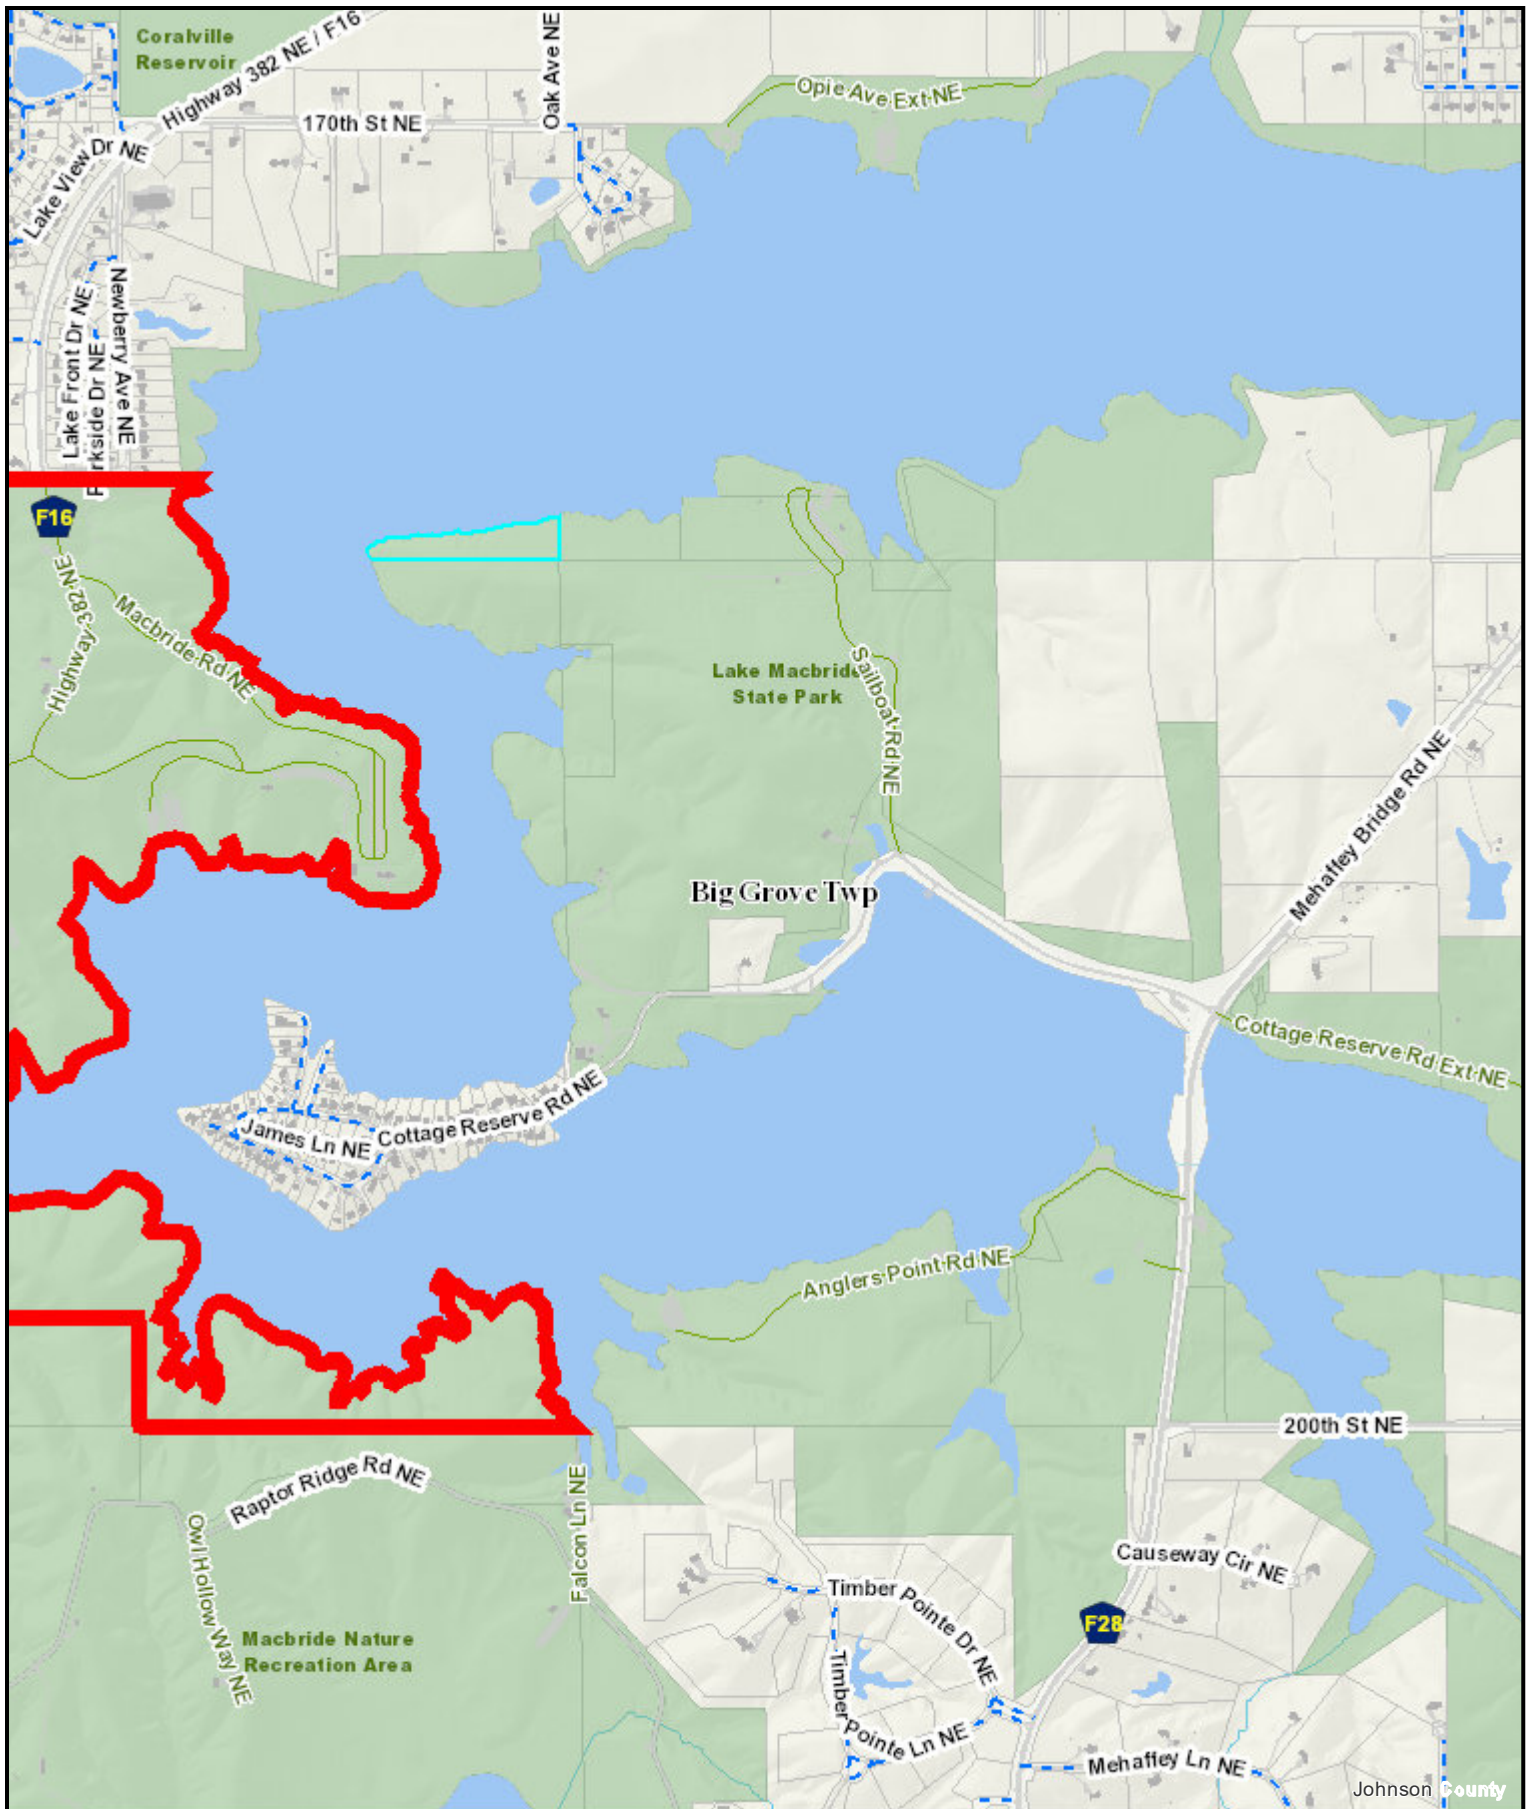 Coralville
Reservoir
Highway 382 NE / F16
Oak Ave NE
Opie Ave Ext NE
170th St NE
Lake View Dr NE
Lake Front Dr NE
Parkside Dr NE
Newberry Ave NE
F16
Highway 382 NE
Macbride Rd NE
Lake Macbride
State Park
Sailboat Rd NE
Mehaffey Bridge Rd NE
Big Grove Twp
Cottage Reserve Rd Ext NE
James Ln NE
Cottage Reserve Rd NE
Anglers Point Rd NE
200th St NE
Raptor Ridge Rd NE
Owl Hollow Way NE
Falcon Ln NE
Causeway Cir NE
Timber Pointe Dr NE
F28
Macbride Nature
Recreation Area
Timber Pointe Ln NE
Mehaffey Ln NE
Johnson County